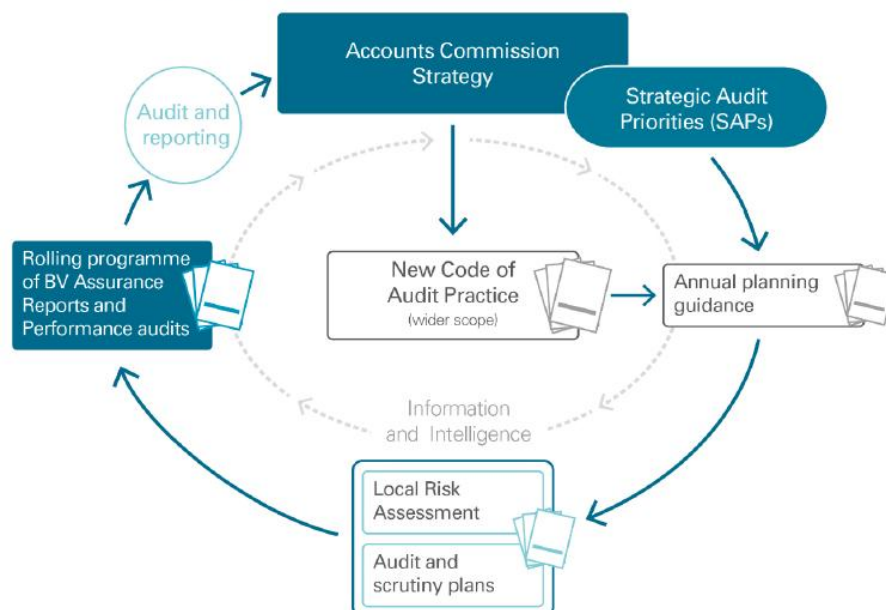 Accounts Commission
Strategy
Strategic Audit
Priorities (SAPs)
Audit and
reporting
Rolling programme
of BV Assurance
Reports and
Performance audits
New Code of
Audit Practice
(wider scope)
Annual planning
guidance
Information
and Intelligence
Local Risk
Assessment
Audit and
scrutiny plans